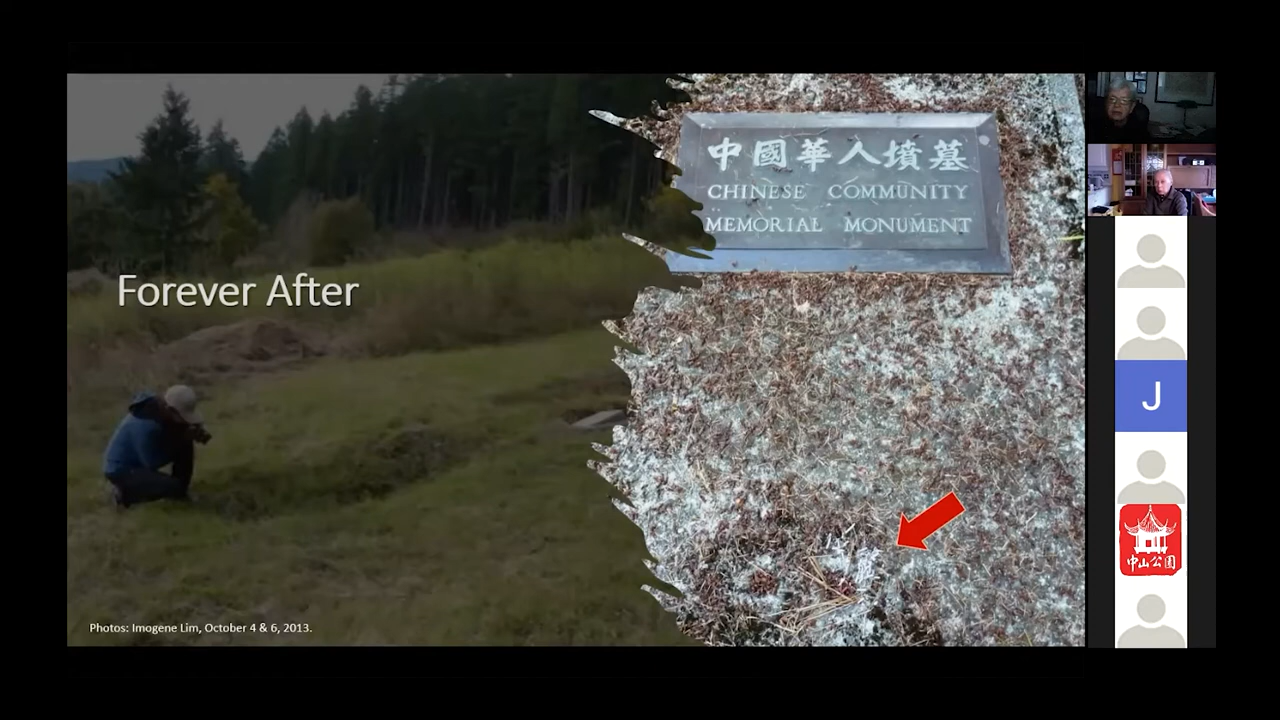 Forever After
Photos: Imogene Lim, October 4 & 6, 2013.
中國華人墳墓
CHINESE COMMUNITY
MEMORIAL MONUMENT
J
中山公園